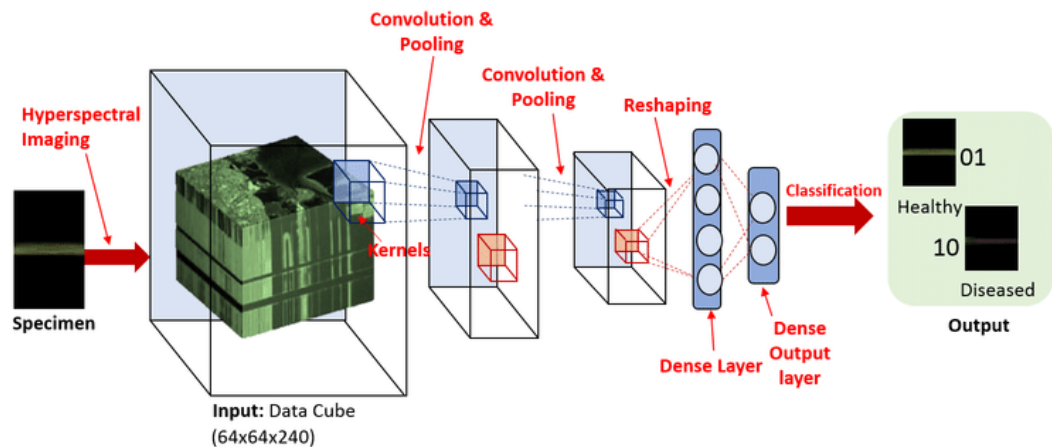 Convolution &
Pooling
Convolution &
Pooling
Hyperspectral
Imaging
Reshaping
Classification
01
Healthy
10
Diseased
Kernels
Specimen
Output
Dense Layer
Dense
Output
layer
Input: Data Cube
(64x64x240)